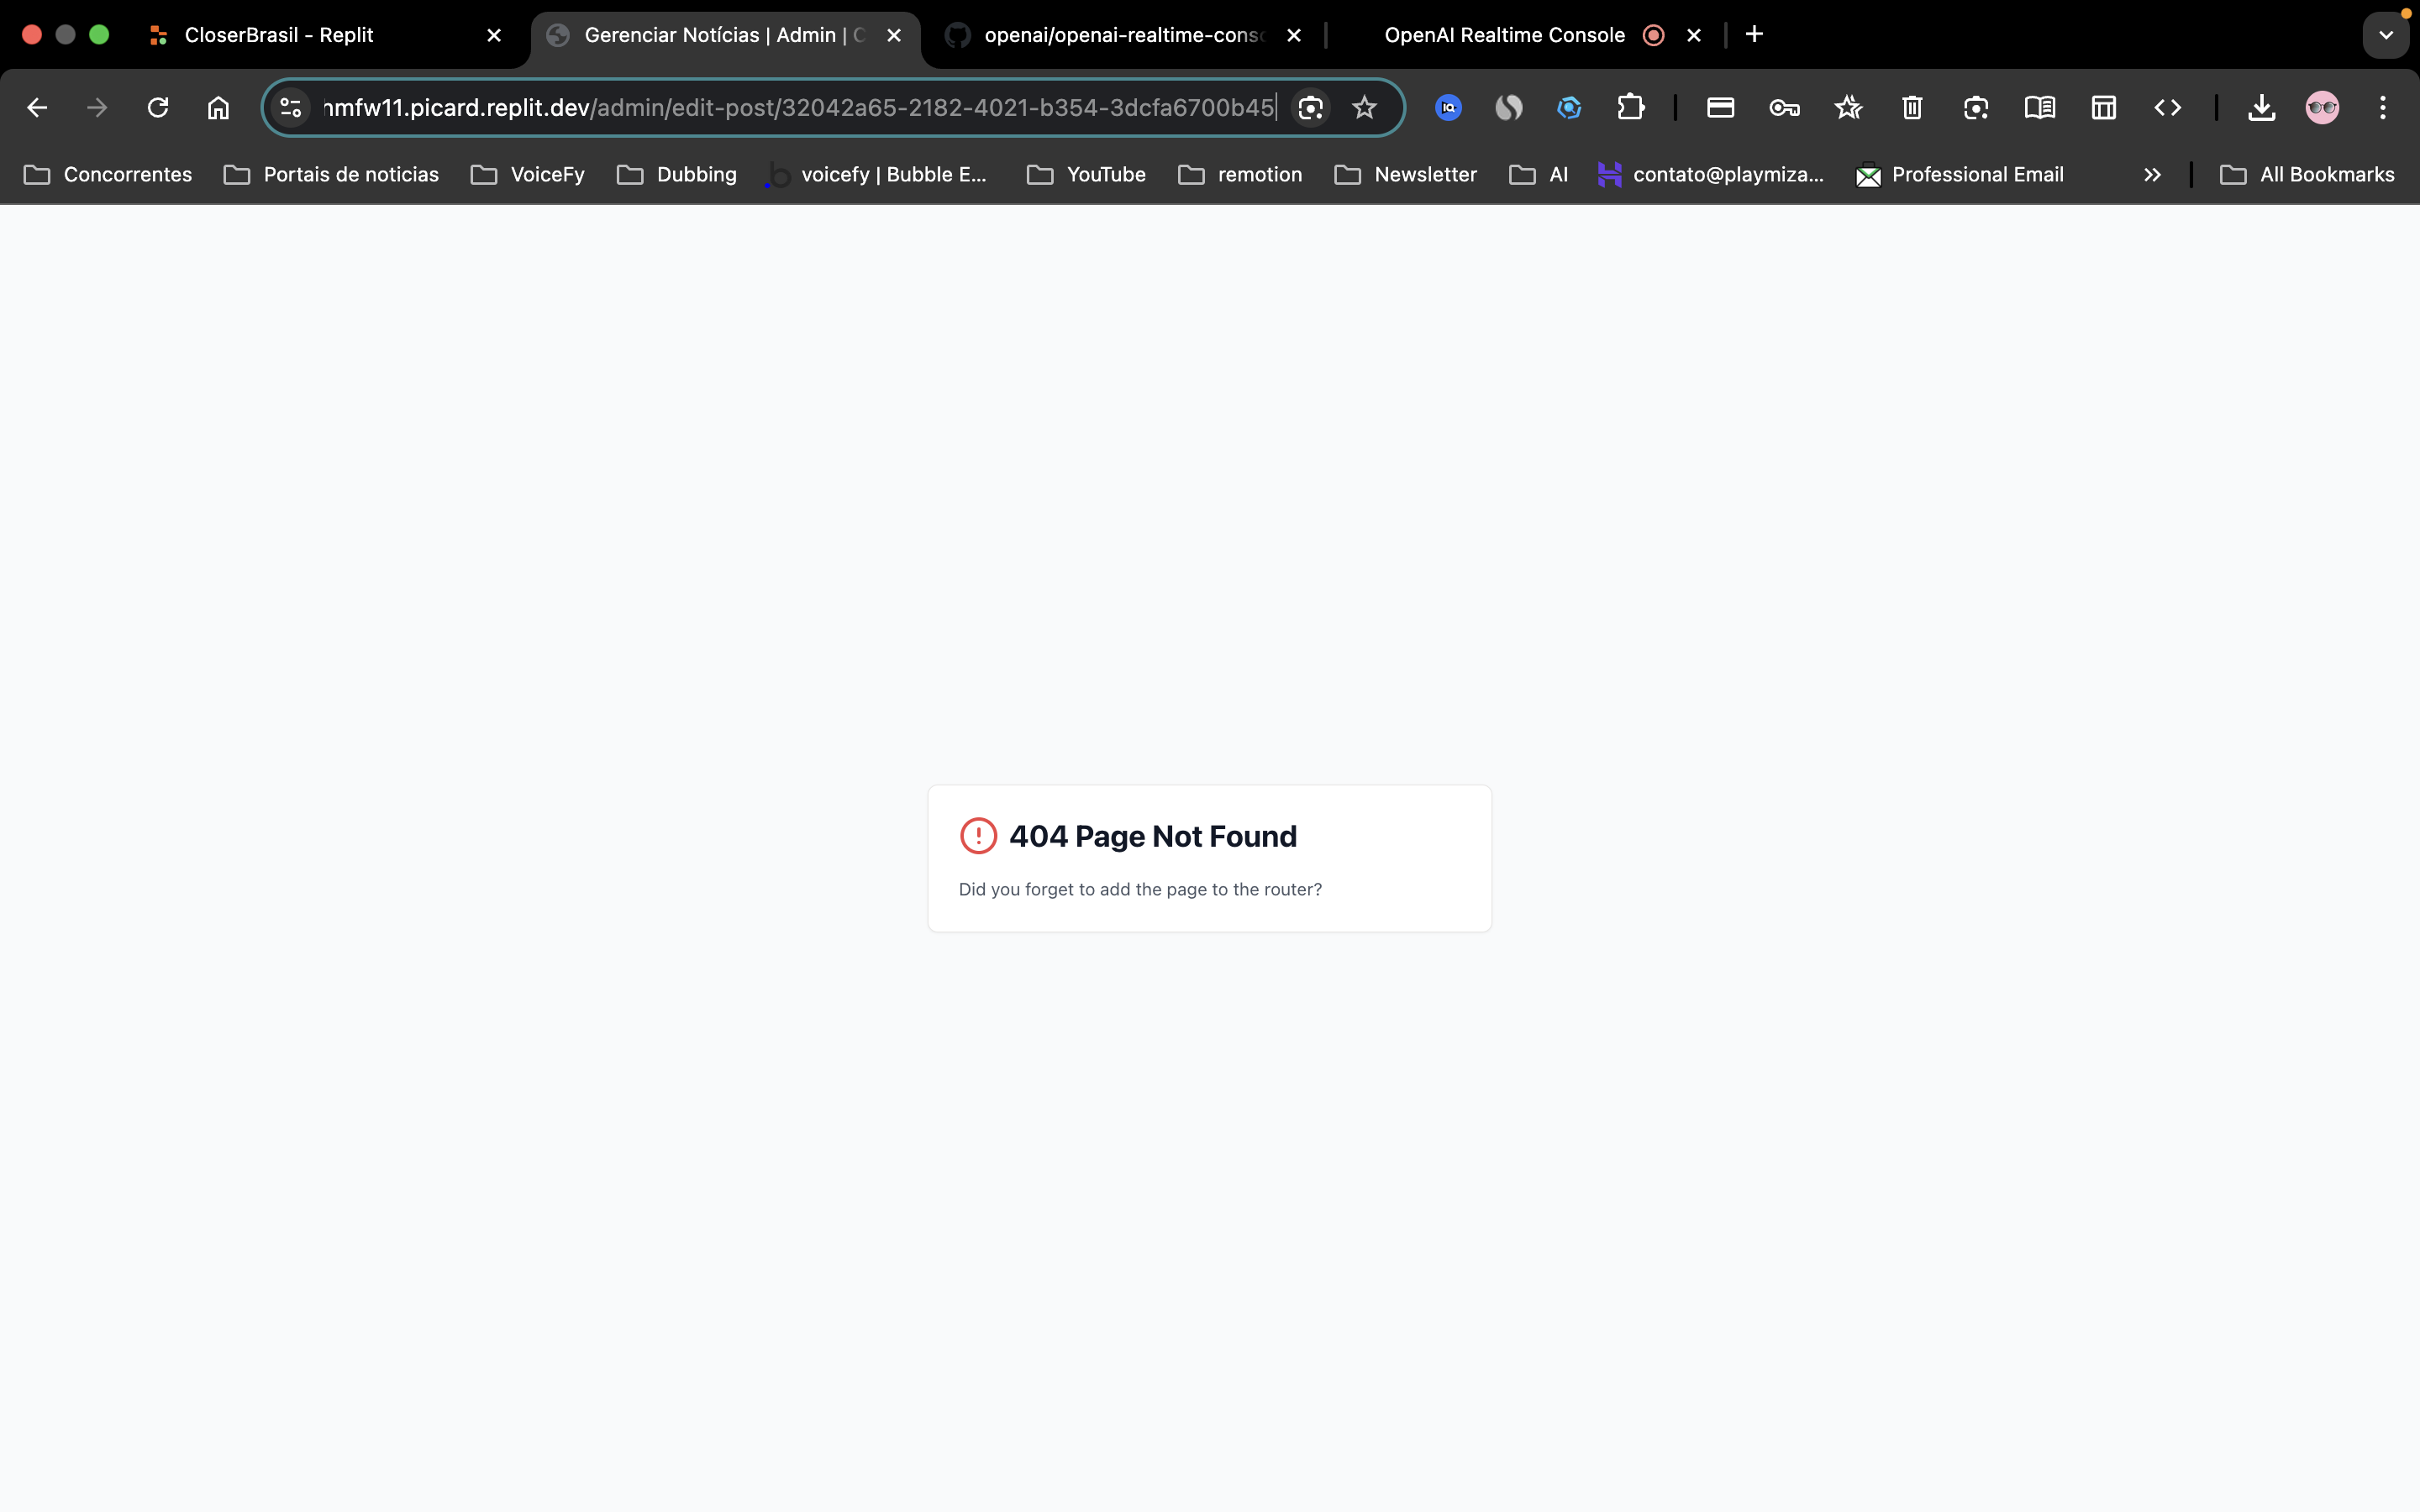 CloserBrasil - Replit
Gerenciar Notícias | Admin |
openai/openai-realtime-cons
OpenAI Realtime Console
hmfw11.picard.replit.dev/admin/edit-post/32042a65-2182-4021-b354-3dcfa6700b45
IQ
Concorrentes
Portais de noticias
VoiceFy
Dubbing
voicefy | Bubble E...
YouTube
remotion
Newsletter
AI
contato@playmiza...
Professional Email
All Bookmarks
404 Page Not Found
Did you forget to add the page to the router?